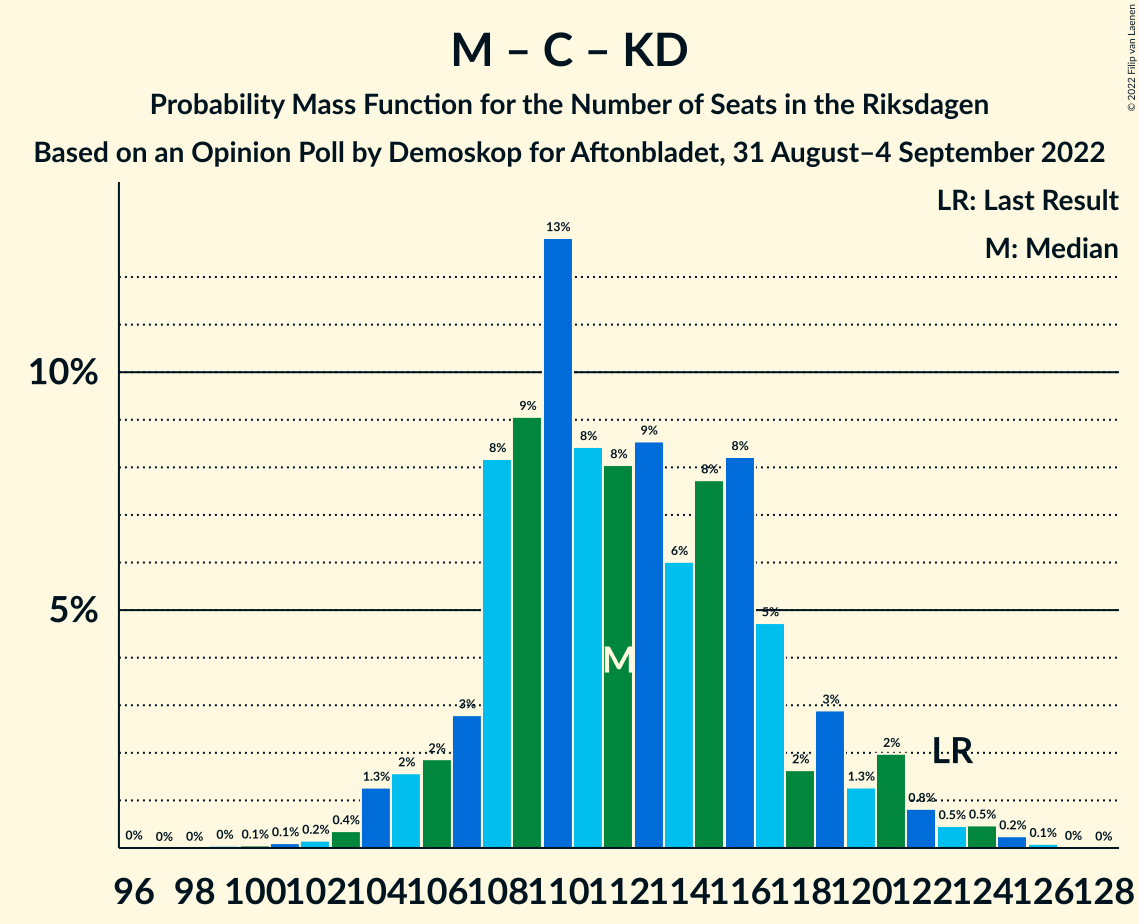 M – C – KD
Probability Mass Function for the Number of Seats in the Riksdagen
Based on an Opinion Poll by Demoskop for Aftonbladet, 31 August–4 September 2022
© 2022 Filip van Laenen
LR: Last Result
M: Median
10%
5%
0% 0% 0% 0% 0.1% 0.1% 0.2% 0.4% 1.3% 2% 2% 3% 8% 9% 13% 8% 8% 9% 6% 8% 8% 5% 2% 3% 1.3% 2% 0.8% 0.5% 0.5% 0.2% 0.1% 0% 0%
M
LR
96 98 100 102 104 106 108 110 112 114 116 118 120 122 124 126 128